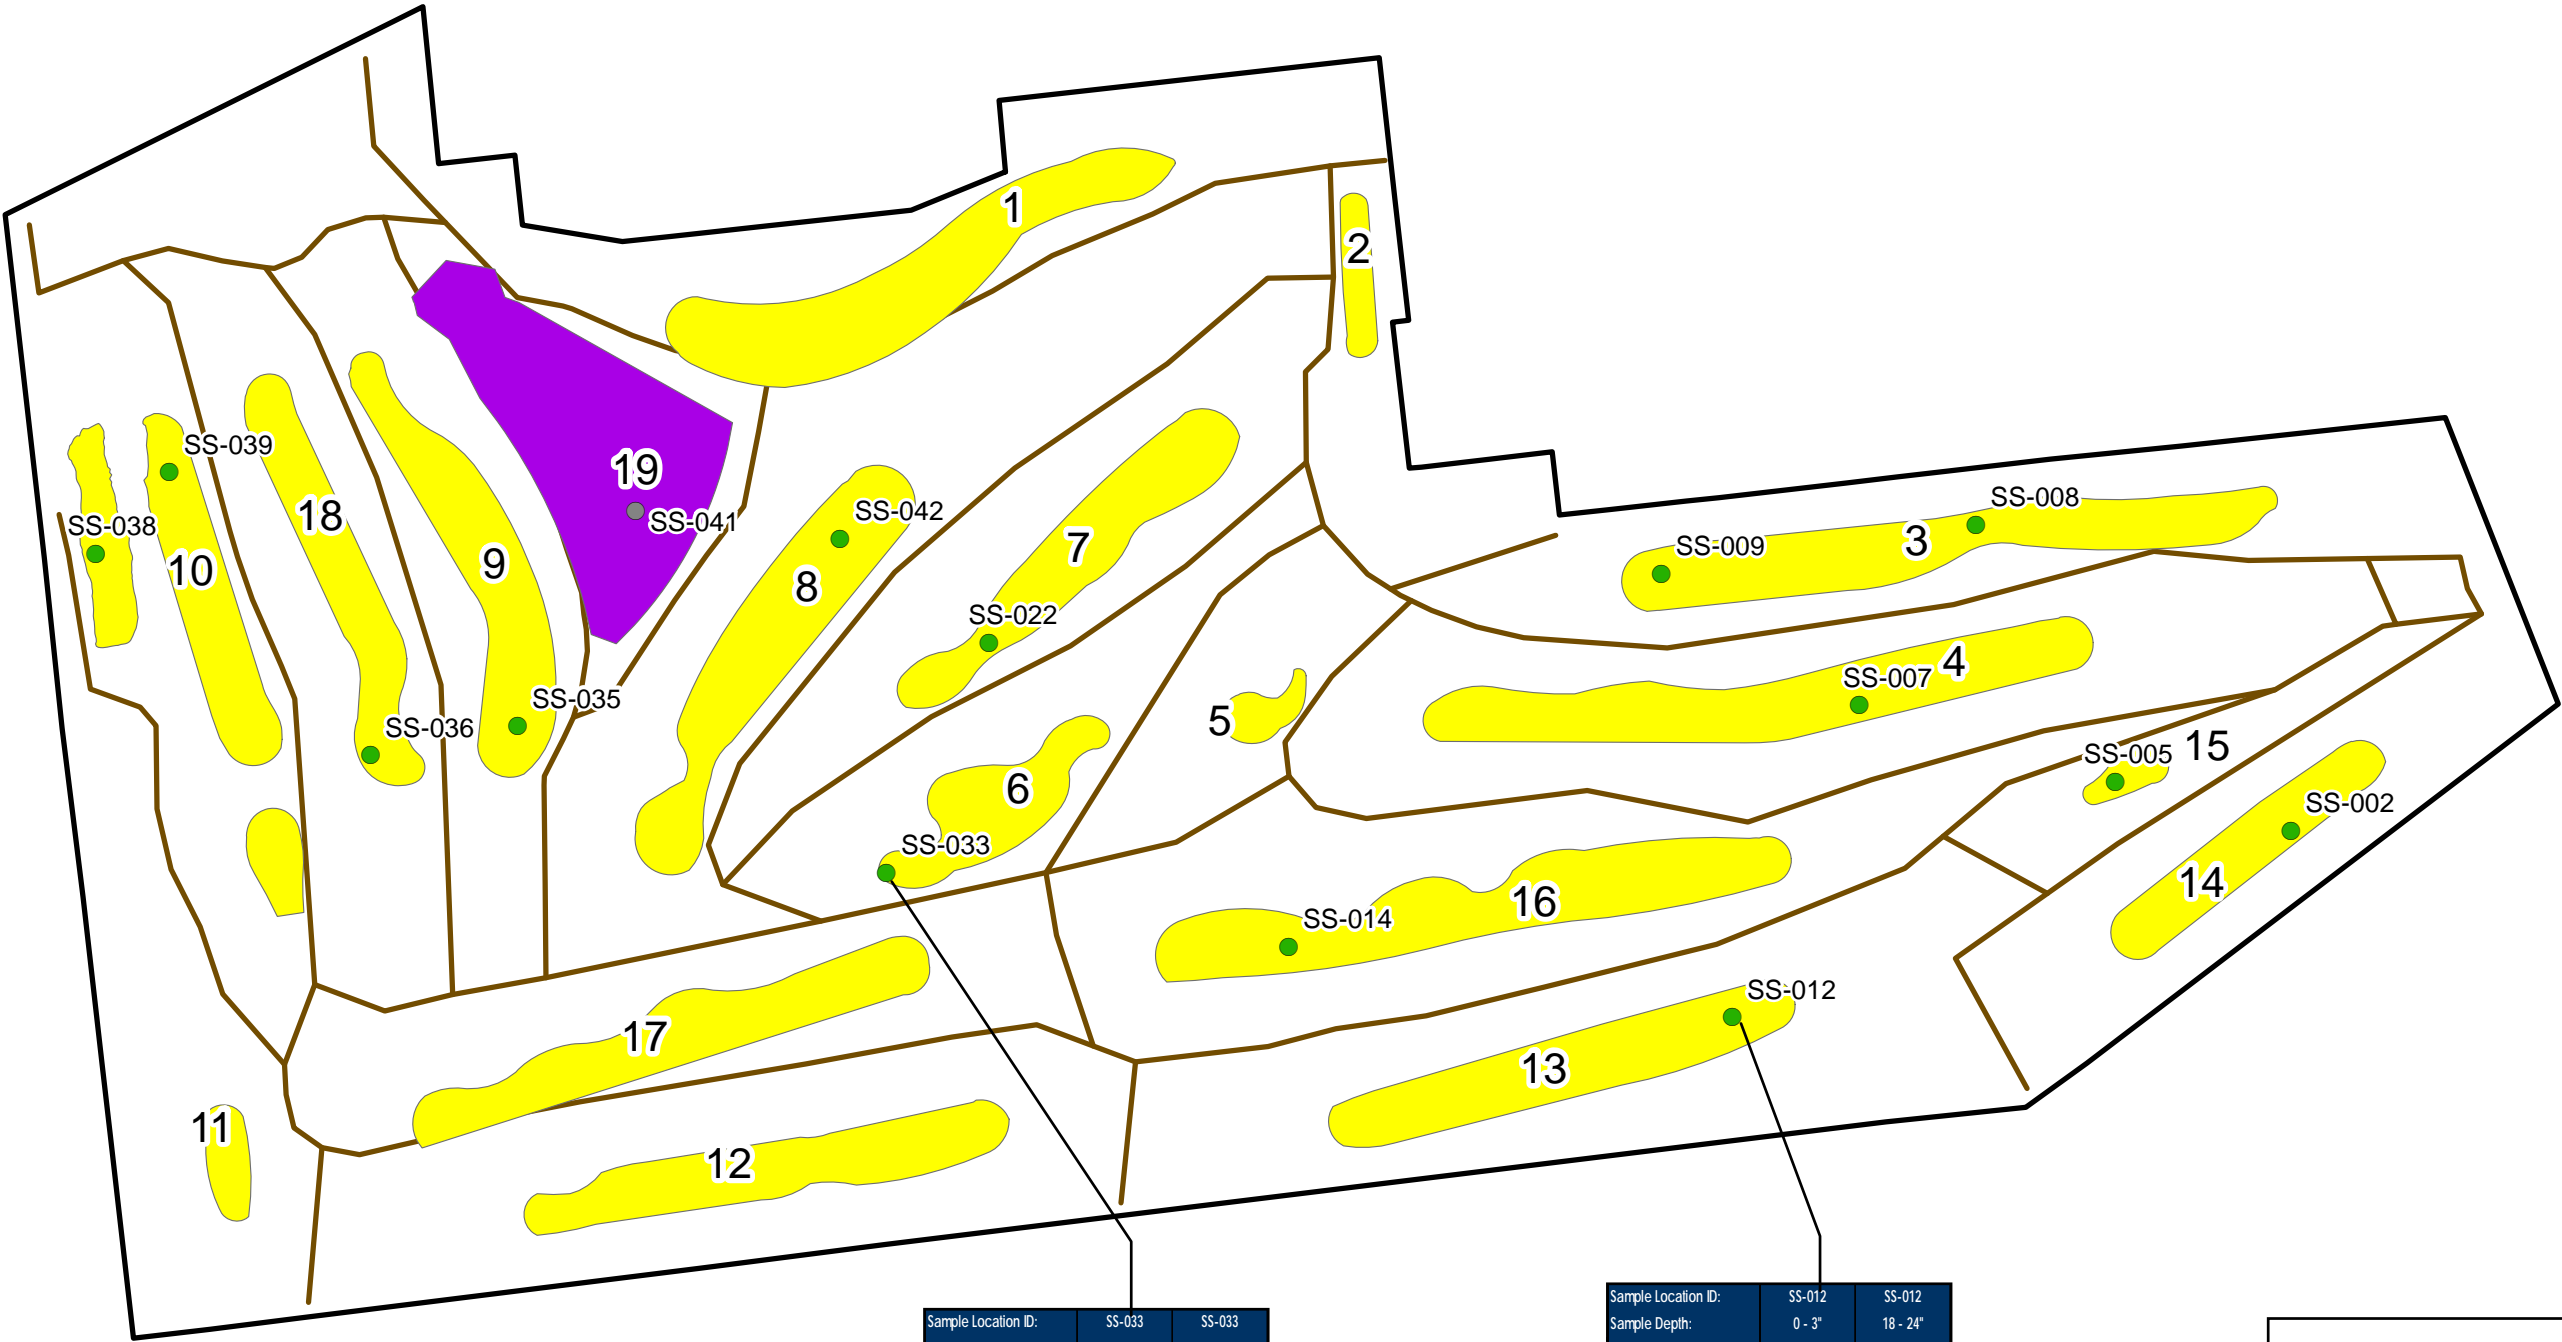 1
2
19
SS-041
SS-039
SS-038
10
18
9
SS-036
SS-035
SS-042
8
7
SS-022
SS-008
SS-009
3
4
SS-007
5
6
SS-033
15
SS-005
SS-002
14
16
SS-014
SS-012
13
17
11
12
Sample Location ID: SS-033 SS-033
Sample Location ID: SS-012 SS-012
Sample Depth: 0 - 3" 18 - 24"